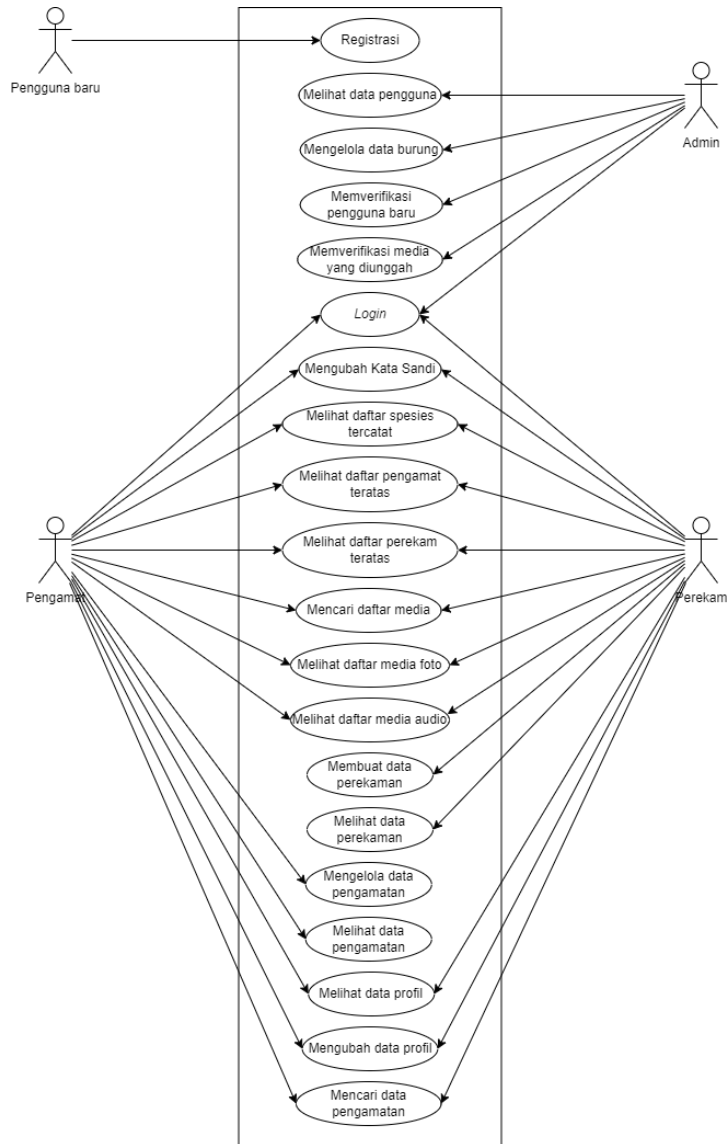 Registrasi
Pengguna baru
Melihat data pengguna
Admin
Mengelola data burung
Memverifikasi
pengguna baru
Memverifikasi media
yang diunggah
Login
Mengubah Kata Sandi
Melihat daftar spesies
tercatat
Melihat daftar pengamat
teratas
Melihat daftar perekam
teratas
Pengamat
Perekam
Mencari daftar media
Melihat daftar media foto
Melihat daftar media audio
Membuat data
perekaman
Melihat data
perekaman
Mengelola data
pengamatan
Melihat data
pengamatan
Melihat data profil
Mengubah data profil
Mencari data
pengamatan